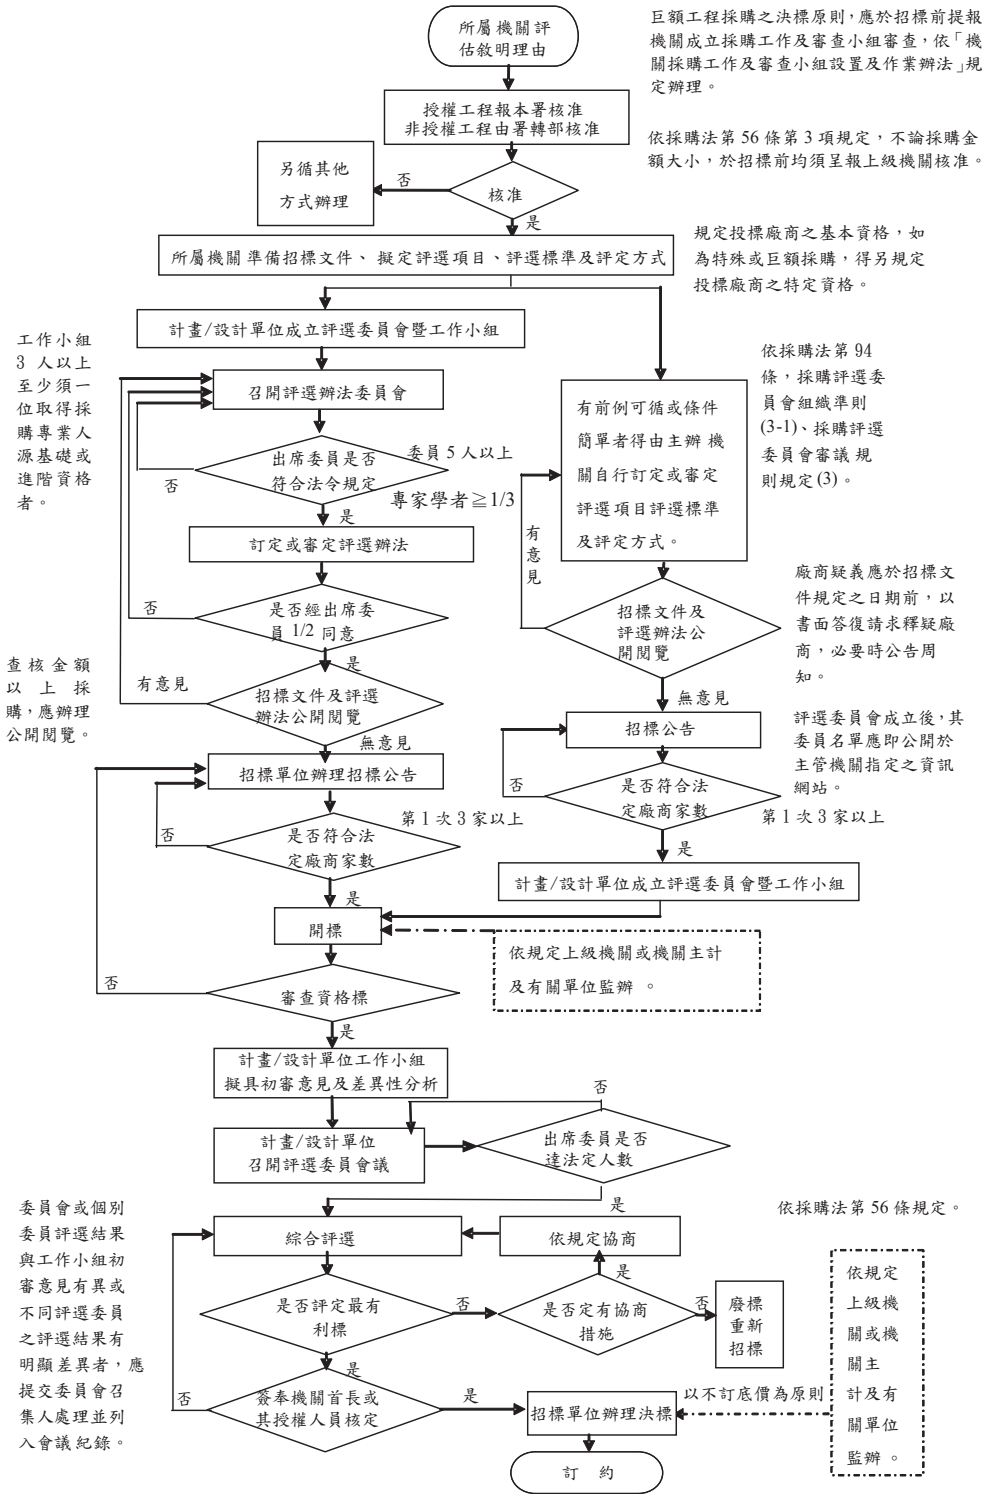 所屬機關評
估敘明理由
巨額工程採購之決標原則，應於招標前提報
機關成立採購工作及審查小組審查，依「機
關採購工作及審查小組設置及作業辦法」規
定辦理。
授權工程報本署核准
非授權工程由署轉部核准
依採購法第 56 條第 3 項規定，不論採購金
額大小，於招標前均須呈報上級機關核准。
另循其他
方式辦理
否
核准
是
所屬機關 準備招標文件、 擬定評選項目、評選標準及評定方式
規定投標廠商之基本資格，如
為特殊或巨額採購，得另規定
投標廠商之特定資格。
計畫/設計單位成立評選委員會暨工作小組
工作小組
3 人以上
至少須一
位取得採
購專業人
源基礎或
進階資格
者。
召開評選辦法委員會
有前例可循或條件
簡單者得由主辦 機
關自行訂定或審定
評選項目評選標準
及評定方式。
依採購法第 94
條，採購評選委
員會組織準則
(3-1)、採購評選
委員會審議 規
則規定(3)。
出席委員是否
符合法令規定
委員 5 人以上
專家學者≧1/3
否
是
訂定或審定評選辦法
有意見
是否經出席委
員 1/2 同意
否
是
招標文件及
評選辦法公
開閱覽
廠商疑義應於招標文
件規定之日期前，以
書面答復請求釋疑廠
商，必要時公告周
知。
查核金額
以上採
購，應辦理
公開閱覽。
有意見
招標文件及評選
辦法公開閱覽
無意見
無意見
招標公告
評選委員會成立後，其
委員名單應即公開於
主管機關指定之資訊
網站。
招標單位辦理招標公告
否
是否符合法
定廠商家數
第 1 次 3 家以上
是
第 1 次 3 家以上
否
是否符合法
定廠商家數
是
計畫/設計單位成立評選委員會暨工作小組
開標
依規定上級機關或機關主計
及有關單位監辦 。
否
審查資格標
是
計畫/設計單位工作小組
擬具初審意見及差異性分析
否
計畫/設計單位
召開評選委員會議
出席委員是否
達法定人數
是
委員會或個別
委員評選結果
與工作小組初
審意見有異或
不同評選委員
之評選結果有
明顯差異者，應
提交委員會召
集人處理並列
入會議紀錄。
綜合評選
依規定協商
依採購法第 56 條規定。
是
是否評定最有
利標
否
是否定有協商
措施
否
廢標
重新
招標
依規定
上級機
關或機
關主
計及有
關單位
監辦 。
是
否
簽奉機關首長或
其授權人員核定
是
招標單位辦理決標
以不訂底價為原則
訂 約